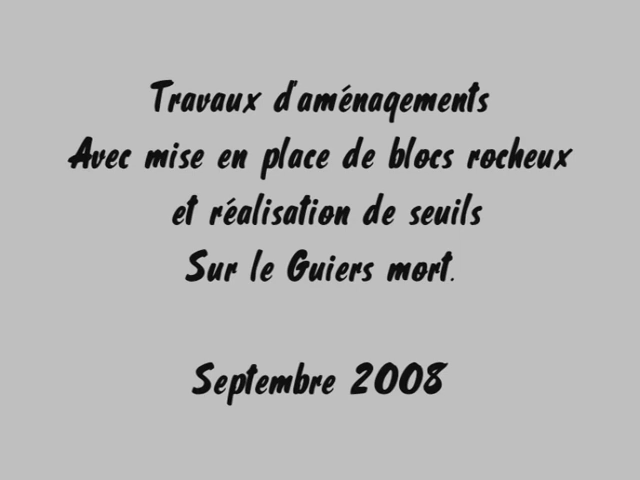 Travaux d'aménagements
Avec mise en place de blocs rocheux
et réalisation de seuils
Sur le Guiers mort.
Septembre 2008